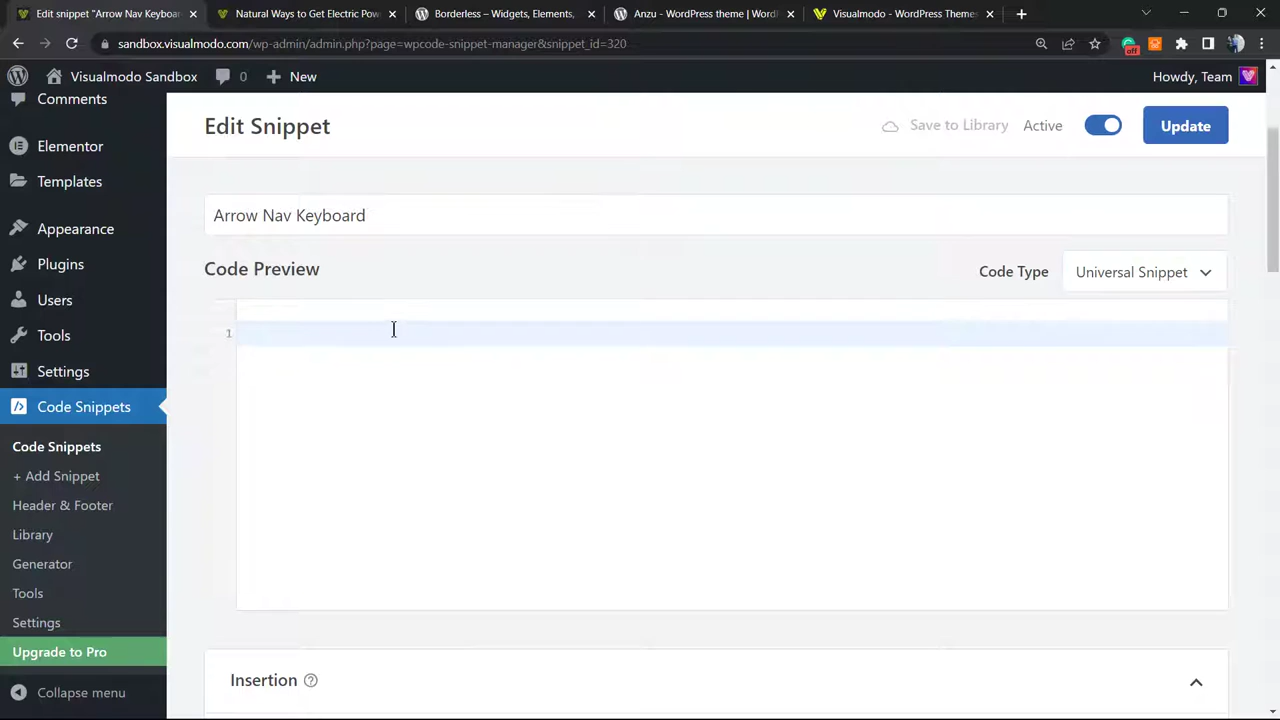 Edit snippet "Arrow Nav Keyboar
Natural Ways to Get Electric Pow
Borderless – Widgets, Elements,
Anzu - WordPress theme | WordP
Visualmodo - WordPress Themes
sandbox.visualmodo.com/wp-admin/admin.php?page=wpcode-snippet-manager&snippet_id=320
off
Visualmodo Sandbox
0
New
Howdy, Team
Comments
Elementor
Templates
Appearance
Plugins
Users
Tools
Settings
Code Snippets
Code Snippets
+ Add Snippet
Header & Footer
Library
Generator
Tools
Settings
Upgrade to Pro
Collapse menu
Edit Snippet
Save to Library
Active
Update
Arrow Nav Keyboard
Code Preview
Code Type
Universal Snippet
1
Insertion